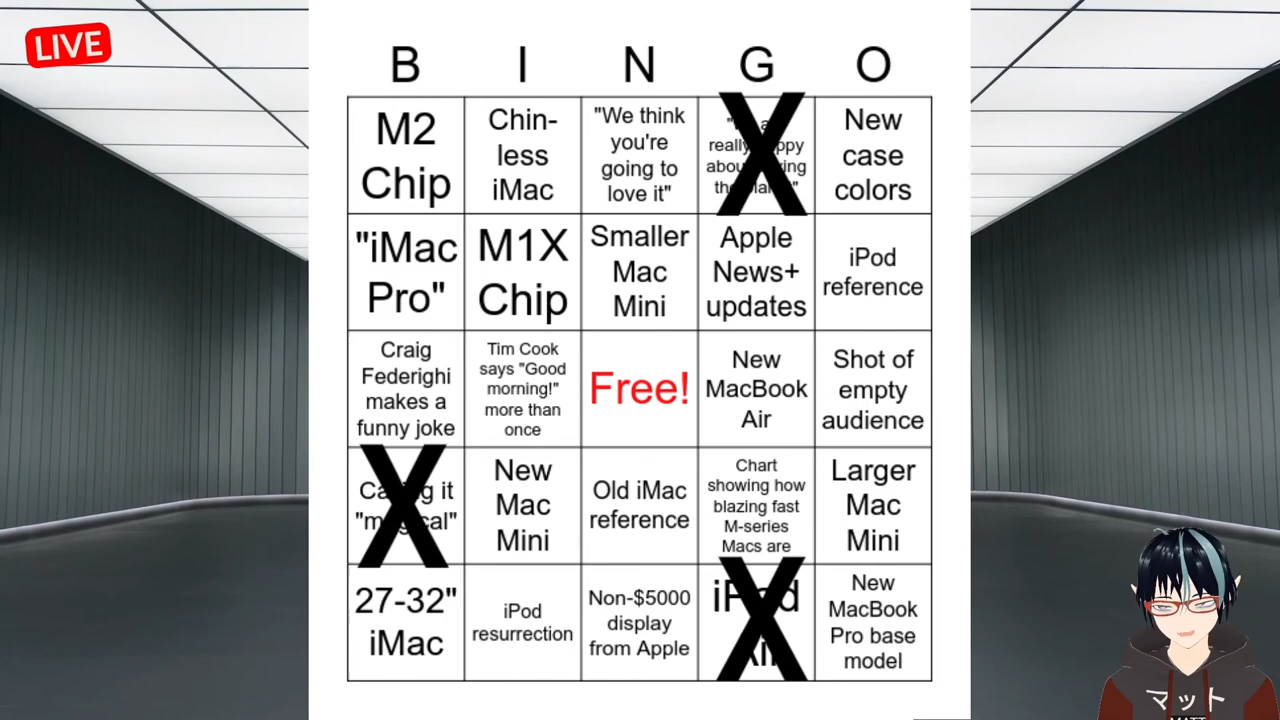 LIVE
B I N G O
M2
Chip
Chin-
less
iMac
"We think
you're
going to
love it"
really
the
New
case
colors
"iMac
Pro"
M1X
Chip
Smaller
Mac
Mini
Apple
News+
updates
iPod
reference
Craig
Federighi
makes a
funny joke
Tim Cook
says "Good
morning!"
more than
once
Free!
New
MacBook
Air
Shot of
empty
audience
it
New
Mac
Mini
Old iMac
reference
Chart
showing how
blazing fast
M-series
Macs are
Larger
Mac
Mini
27-32"
iMac
iPod
resurrection
Non-$5000
display
from Apple
New
MacBook
Pro base
model
マット
MATT